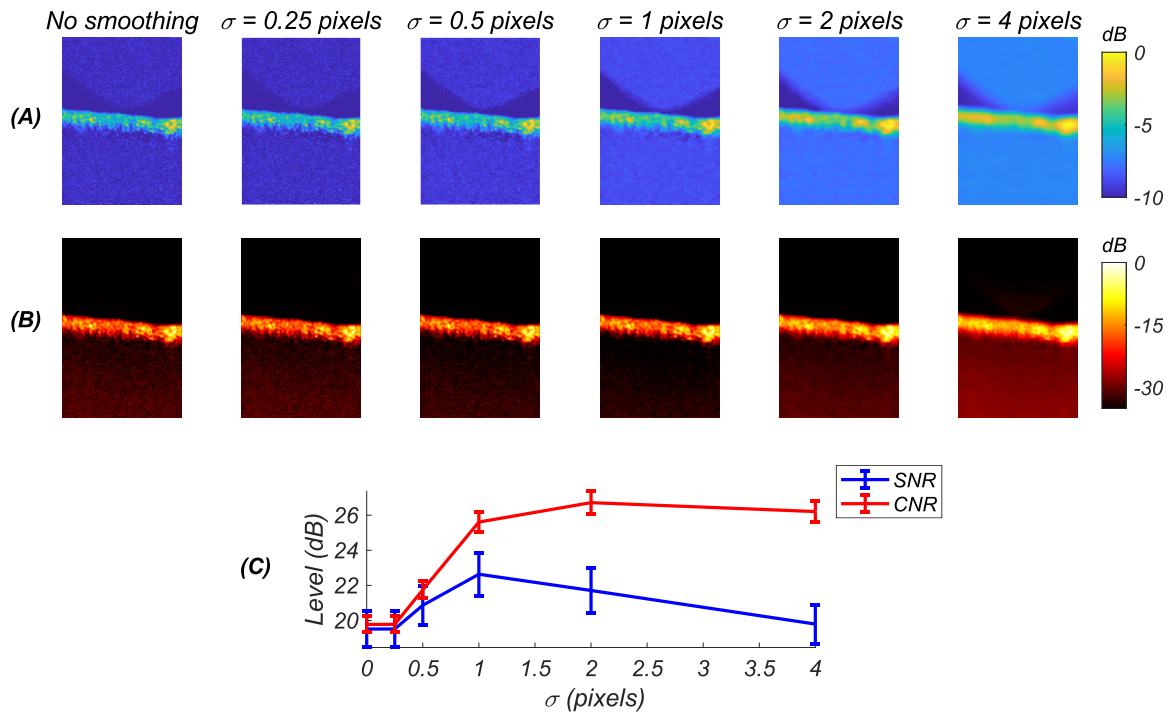 No smoothing σ = 0.25 pixels σ = 0.5 pixels σ = 1 pixels σ = 2 pixels σ = 4 pixels
dB
0
(A)
-5
-10
dB
0
(B)
-15
-30
SNR
CNR
26
24
22
20
Level (dB)
(C)
0 0.5 1 1.5 2 2.5 3 3.5 4
σ (pixels)